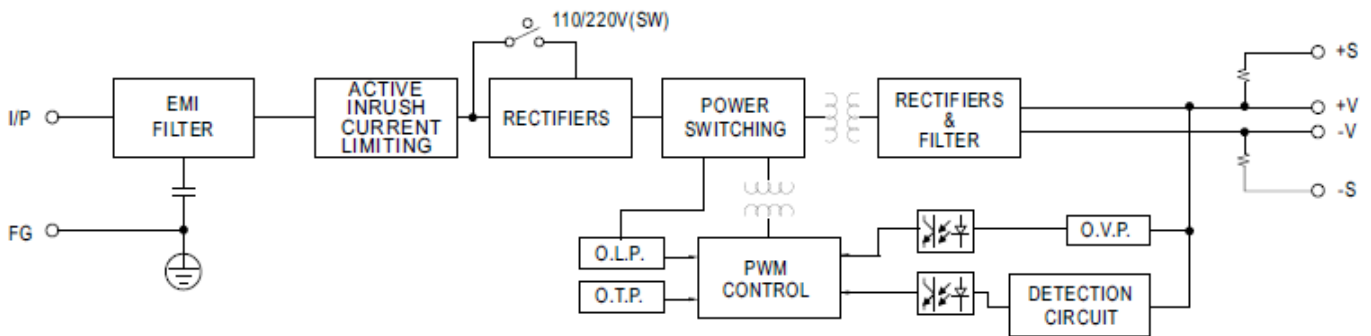 110/220V(SW)
+S
I/P
EMI
FILTER
ACTIVE
INRUSH
CURRENT
LIMITING
RECTIFIERS
POWER
SWITCHING
RECTIFIERS
&
FILTER
+V
-V
-S
FG
O.L.P.
O.T.P.
PWM
CONTROL
O.V.P.
DETECTION
CIRCUIT